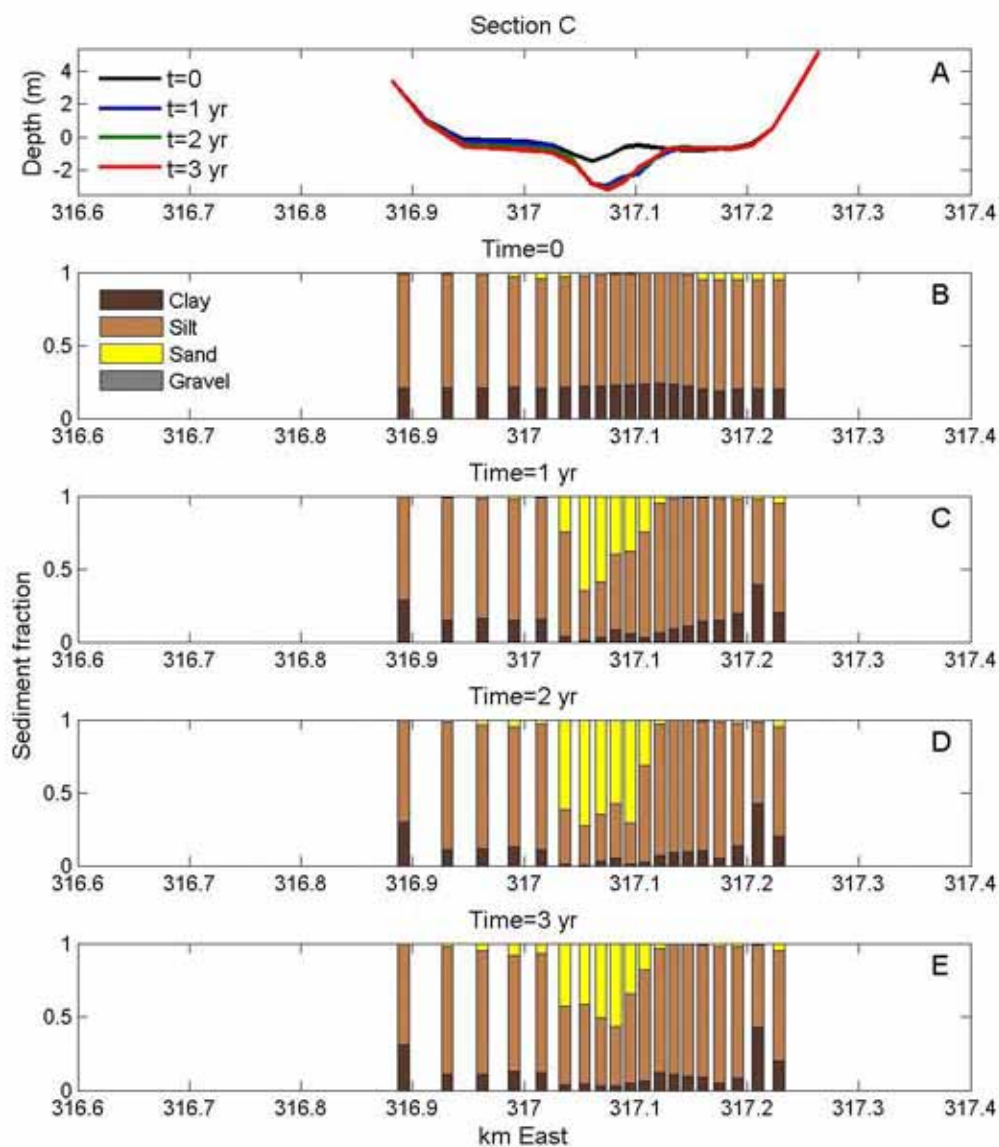 Section C
A
Depth (m)
4
2
0
-2
t=0
t=1 yr
t=2 yr
t=3 yr
316.6 316.7 316.8 316.9 317 317.1 317.2 317.3 317.4
Time=0
B
1
0.5
0
Clay
Silt
Sand
Gravel
316.6 316.7 316.8 316.9 317 317.1 317.2 317.3 317.4
Time=1 yr
C
1
0.5
0
316.6 316.7 316.8 316.9 317 317.1 317.2 317.3 317.4
Sediment fraction
Time=2 yr
D
1
0.5
0
316.6 316.7 316.8 316.9 317 317.1 317.2 317.3 317.4
Time=3 yr
E
1
0.5
0
316.6 316.7 316.8 316.9 317 317.1 317.2 317.3 317.4
km East